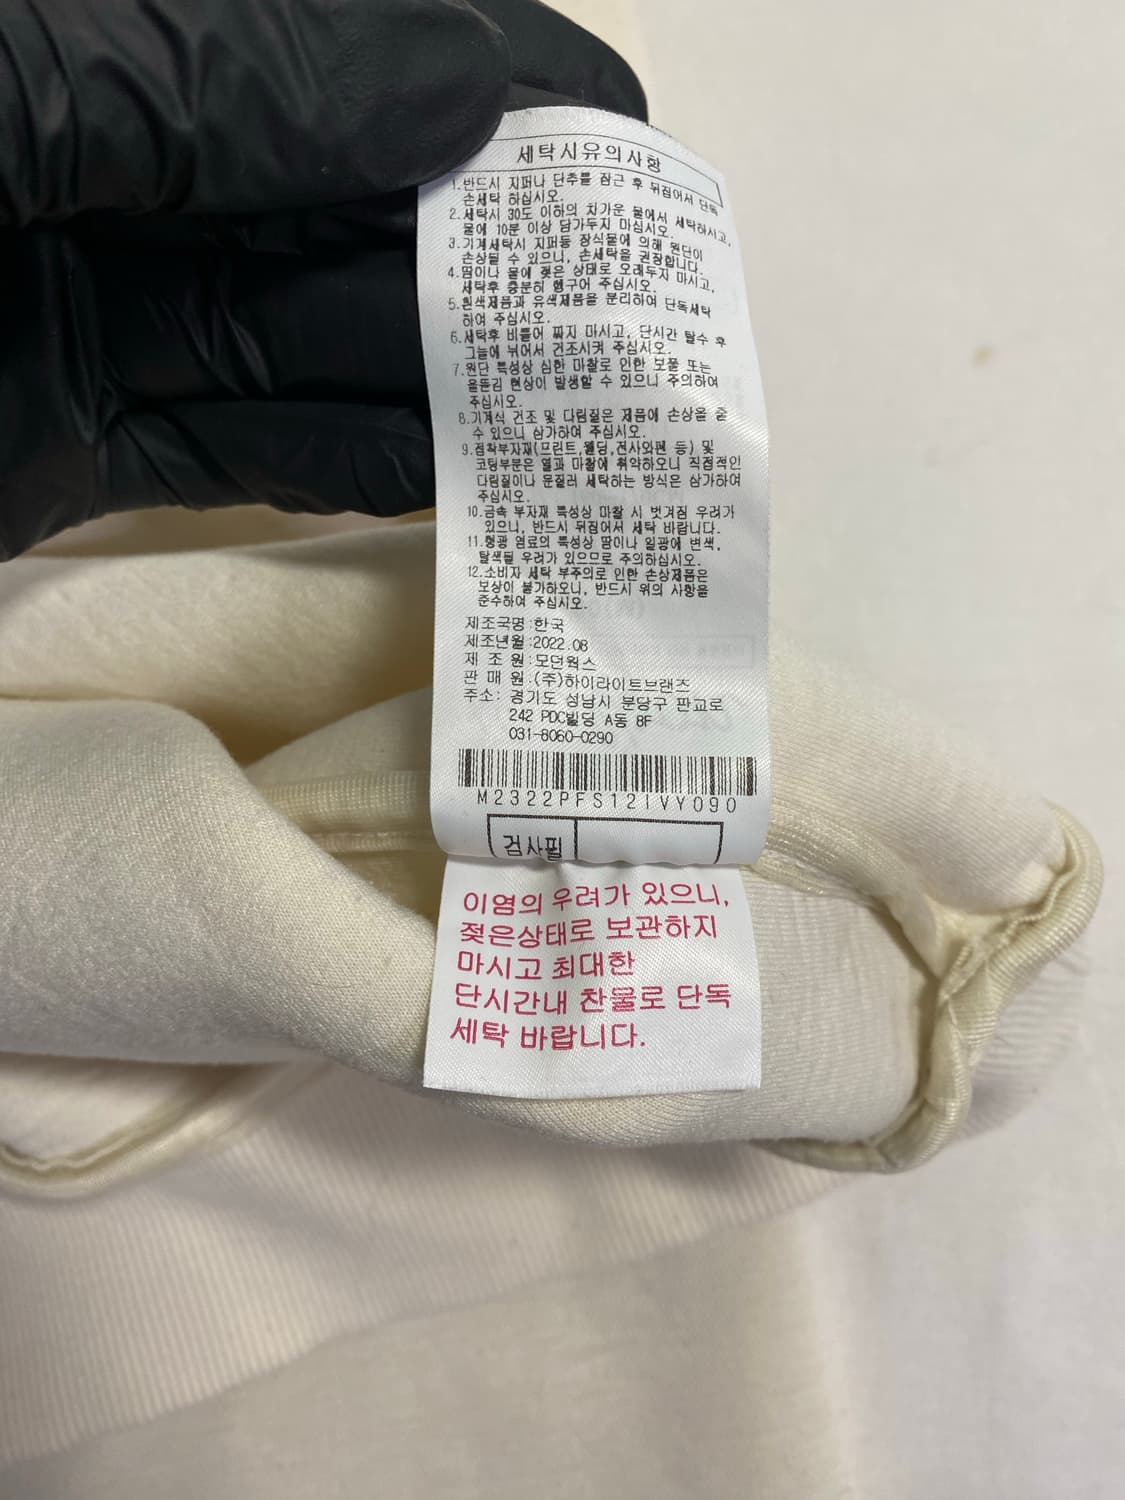 세탁시유의사항
1.반드시 지퍼나 단추를 잠근 후 뒤집어서 단독
손세탁 하십시오.
2.세탁시 30도 이하의 차가운 물에서 세탁하시고,
물에 10분 이상 담가두지 마십시오.
3.기계세탁시 지퍼등 장식물에 의해 원단이
손상될 수 있으니, 손세탁을 권장합니다.
4.땀이나 물에 젖은 상태로 오래두지 마시고,
세탁후 충분히 헹구어 주십시오.
5.흰색제품과 유색제품을 분리하여 단독세탁
하여 주십시오.
6.세탁후 비틀어 짜지 마시고, 단시간 탈수 후
그늘에 뉘어서 건조시켜 주십시오.
7.원단 특성상 심한 마찰로 인한 보풀 또는
올뜯김 현상이 발생할 수 있으니 주의하여
주십시오.
8.기계식 건조 및 다림질은 제품에 손상을 줄
수 있으니 삼가하여 주십시오.
9.접착부자재(프린트,웰딩,전사와펜 등) 및
코팅부분은 열과 마찰에 취약하오니 직접적인
다림질이나 문질러 세탁하는 방식은 삼가하여
주십시오.
10.금속 부자재 특성상 마찰 시 벗겨짐 우려가
있으니, 반드시 뒤집어서 세탁 바랍니다.
11.형광 염료의 특성상 땀이나 일광에 변색,
탈색될 우려가 있으므로 주의하십시오.
12.소비자 세탁 부주의로 인한 손상제품은
보상이 불가하오니, 반드시 위의 사항을
준수하여 주십시오.
제조국명:한국
제조년월:2022.08
제 조 원:모던웍스
판 매 원:(주)하이라이트브랜즈
주소: 경기도 성남시 분당구 판교로
242 PDC빌딩 A동 8F
031-8060-0290
M2322PFS121VY090
검사필
이염의 우려가 있으니,
젖은상태로 보관하지
마시고 최대한
단시간내 찬물로 단독
세탁 바랍니다.